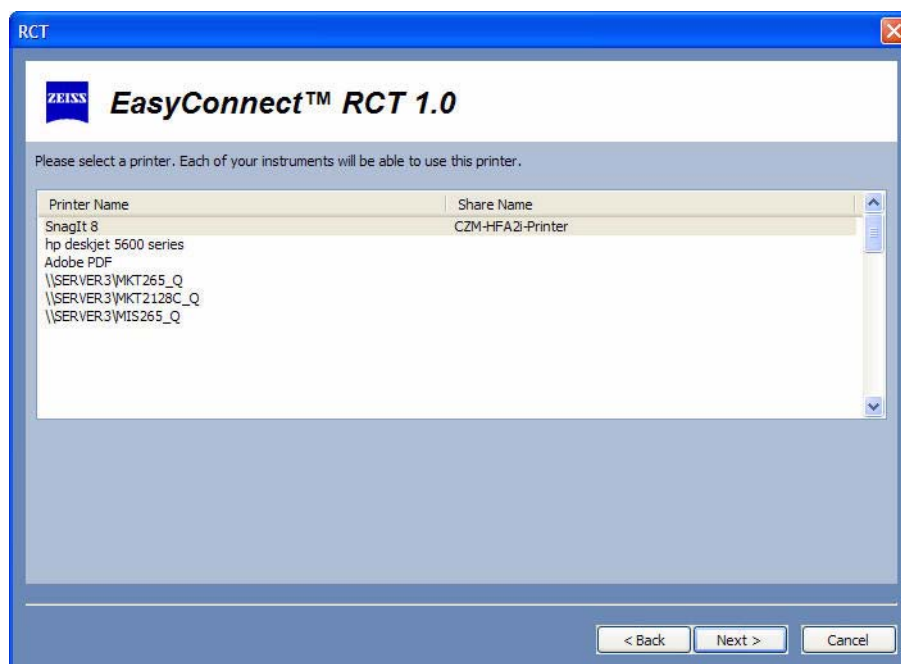 RCT
ZEISS EasyConnect™ RCT 1.0
Please select a printer. Each of your instruments will be able to use this printer.
Printer Name Share Name
SnagIt 8 CZM-HFA2i-Printer
hp deskjet 5600 series
Adobe PDF
\\SERVER3\MKT265_Q
\\SERVER3\MKT2128C_Q
\\SERVER3\MIS265_Q
< Back Next > Cancel